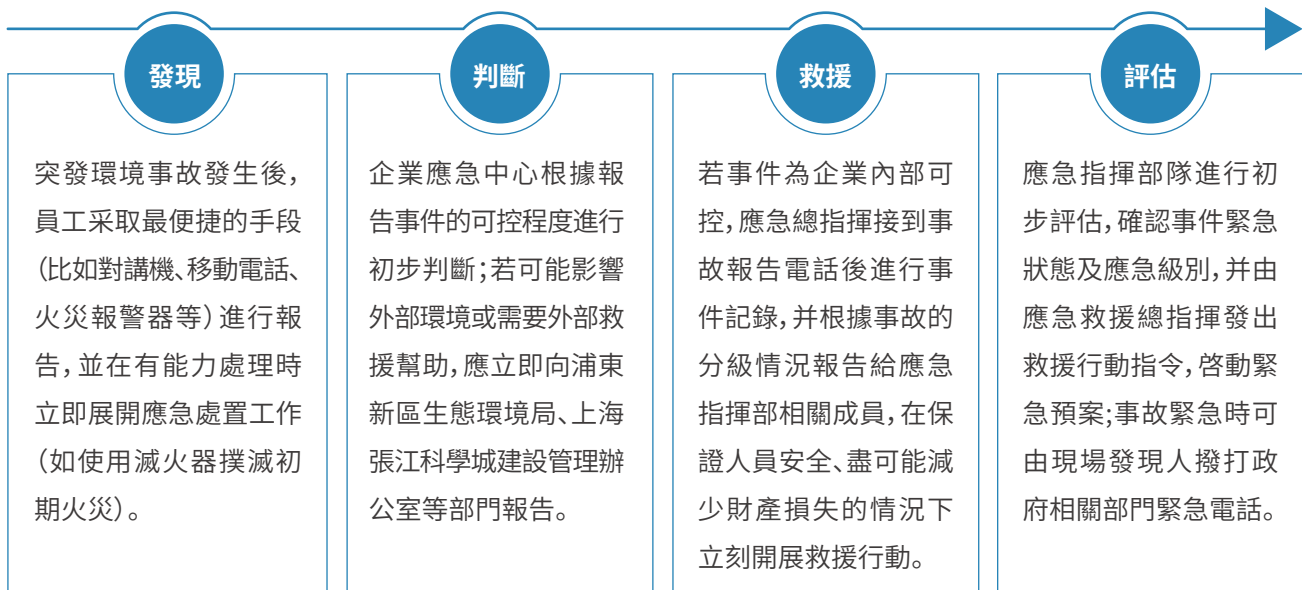 發現
突發環境事故發生後，
員工采取最便捷的手段
（比如對講機、移動電話、
火災報警器等）進行報
告，並在有能力處理時
立即展開應急處置工作
（如使用滅火器撲滅初
期火災）。
判斷
企業應急中心根據報
告事件的可控程度進行
初步判斷；若可能影響
外部環境或需要外部救
援幫助，應立即向浦東
新區生態環境局、上海
張江科學城建設管理辦
公室等部門報告。
救援
若事件為企業內部可
控，應急總指揮接到事
故報告電話後進行事
件記錄，并根據事故的
分級情況報告給應急
指揮部相關成員，在保
證人員安全、盡可能減
少財產損失的情況下
立刻開展救援行動。
評估
應急指揮部隊進行初
步評估，確認事件緊急
狀態及應急級別，并由
應急救援總指揮發出
救援行動指令，啓動緊
急預案;事故緊急時可
由現場發現人撥打政
府相關部門緊急電話。